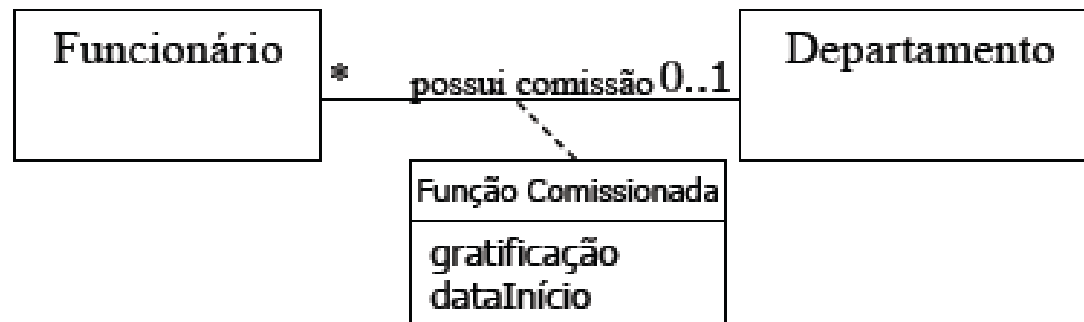 Funcionário
Departamento
*
possui comissão
0..1
Função Comissionada
gratificação
dataInício